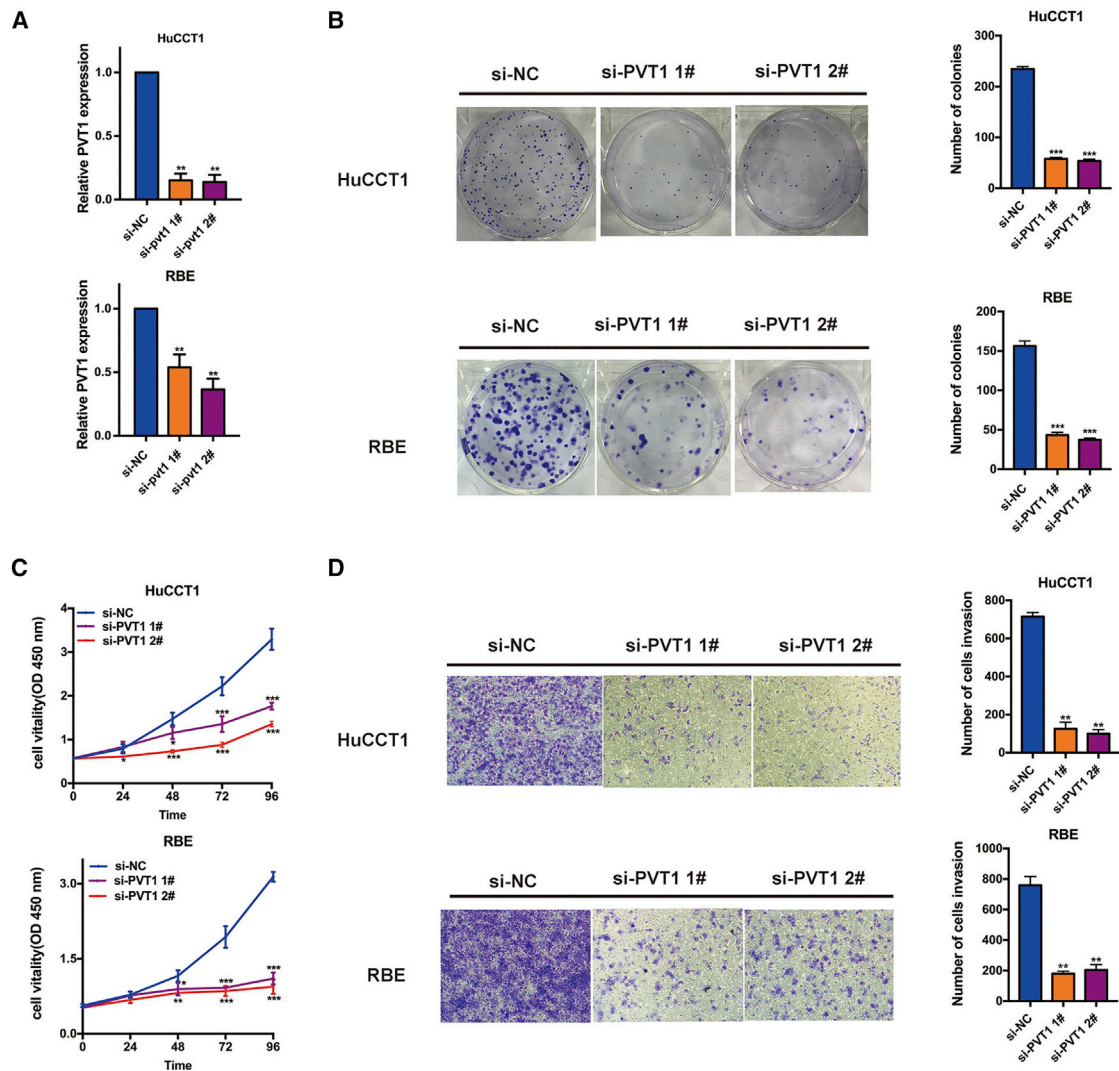 A
HuCCT1
Relative PVT1 expression
1.0
0.5
0.0
**
**
si-NC
si-pvt1 1#
si-pvt1 2#
RBE
Relative PVT1 expression
1.0
0.5
0.0
**
**
si-NC
si-pvt1 1#
si-pvt1 2#
B
si-NC si-PVT1 1# si-PVT1 2#
HuCCT1
HuCCT1
Number of colonies
300
200
100
0
***
***
si-NC
si-PVT1 1#
si-PVT1 2#
si-NC si-PVT1 1# si-PVT1 2#
RBE
RBE
Number of colonies
200
150
100
50
0
***
***
si-NC
si-PVT1 1#
si-PVT1 2#
C
HuCCT1
si-NC
si-PVT1 1#
si-PVT1 2#
cell vitality(OD 450 nm)
4
3
2
1
0
*
*
***
***
***
***
***
0 24 48 72 96
Time
RBE
si-NC
si-PVT1 1#
si-PVT1 2#
cell vitality(OD 450 nm)
3.0
1.5
0.0
*
**
***
***
***
***
0 24 48 72 96
Time
D
si-NC si-PVT1 1# si-PVT1 2#
HuCCT1
HuCCT1
Number of cells invasion
800
600
400
200
0
**
**
si-NC
si-PVT1 1#
si-PVT1 2#
si-NC si-PVT1 1# si-PVT1 2#
RBE
RBE
Number of cells invasion
1000
800
600
400
200
0
**
**
si-NC
si-PVT1 1#
si-PVT1 2#